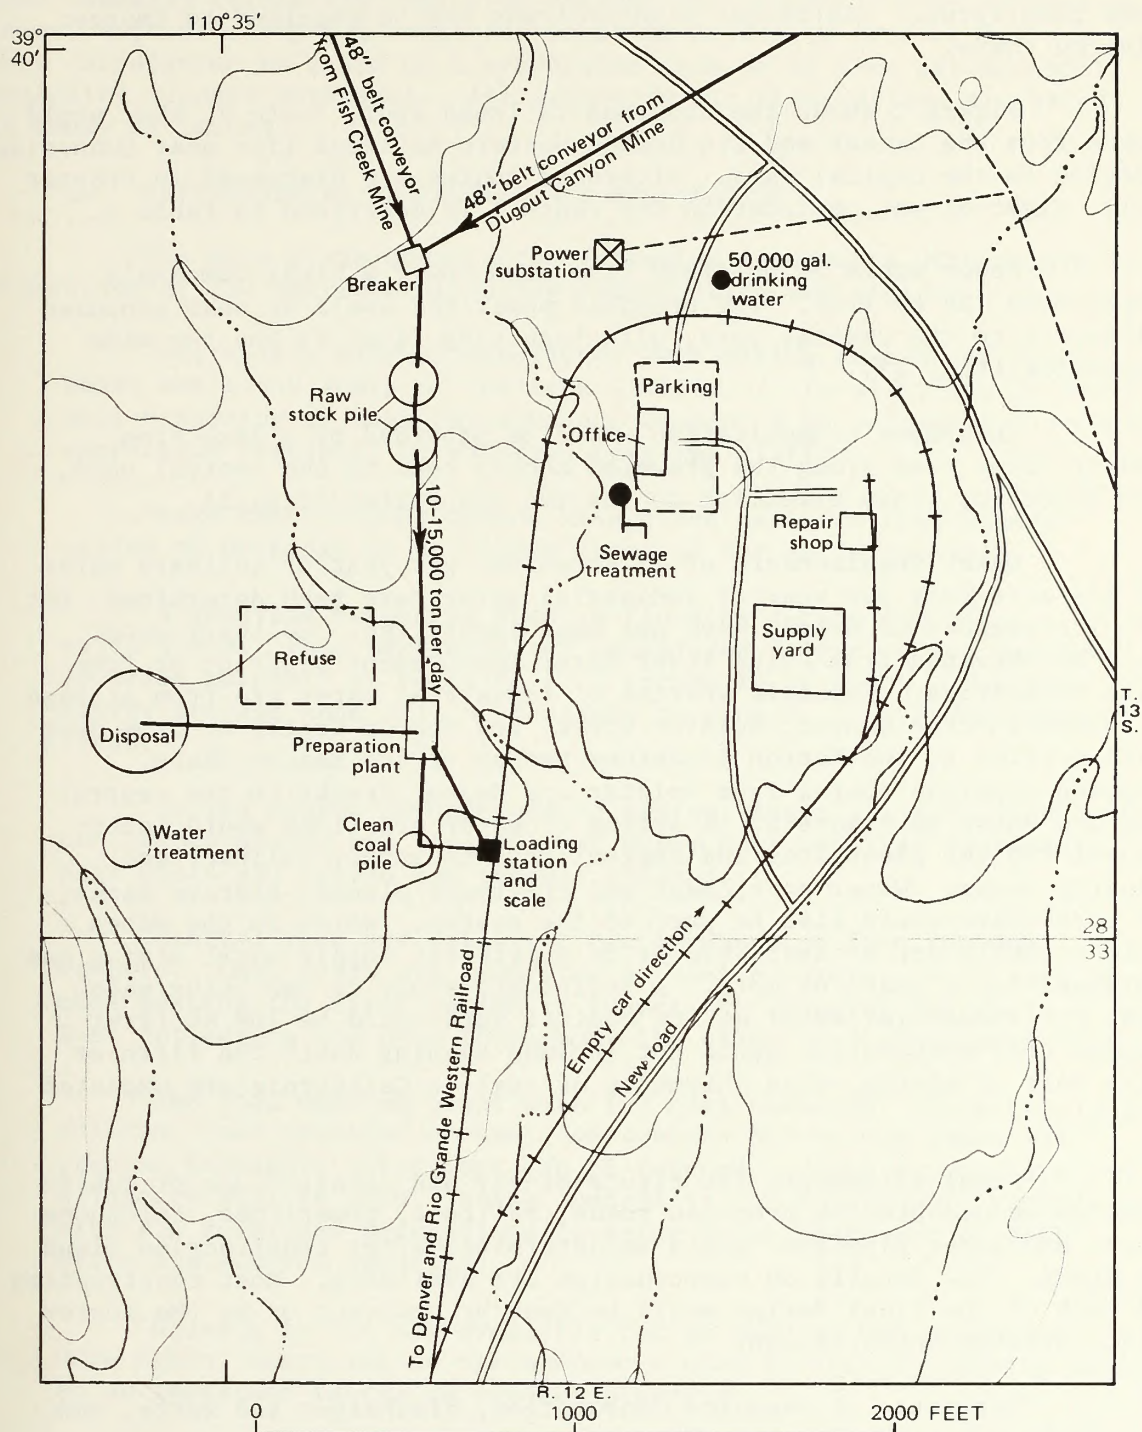 110°35'
39°
40'
48" belt conveyor
from Fish Creek Mine
48" belt conveyor from
Dugout Canyon Mine
Power
substation
50,000 gal.
drinking
water
Breaker
Raw
stock pile
Parking
Office
10-15,000 ton per day
Repair
shop
Sewage
treatment
Supply
yard
Refuse
T.
13
S.
Disposal
Preparation
plant
Water
treatment
Clean
coal
pile
Loading
station
and
scale
28
33
Empty car direction
New road
To Denver and Rio Grande Western Railroad
R. 12 E.
0
1000
2000 FEET